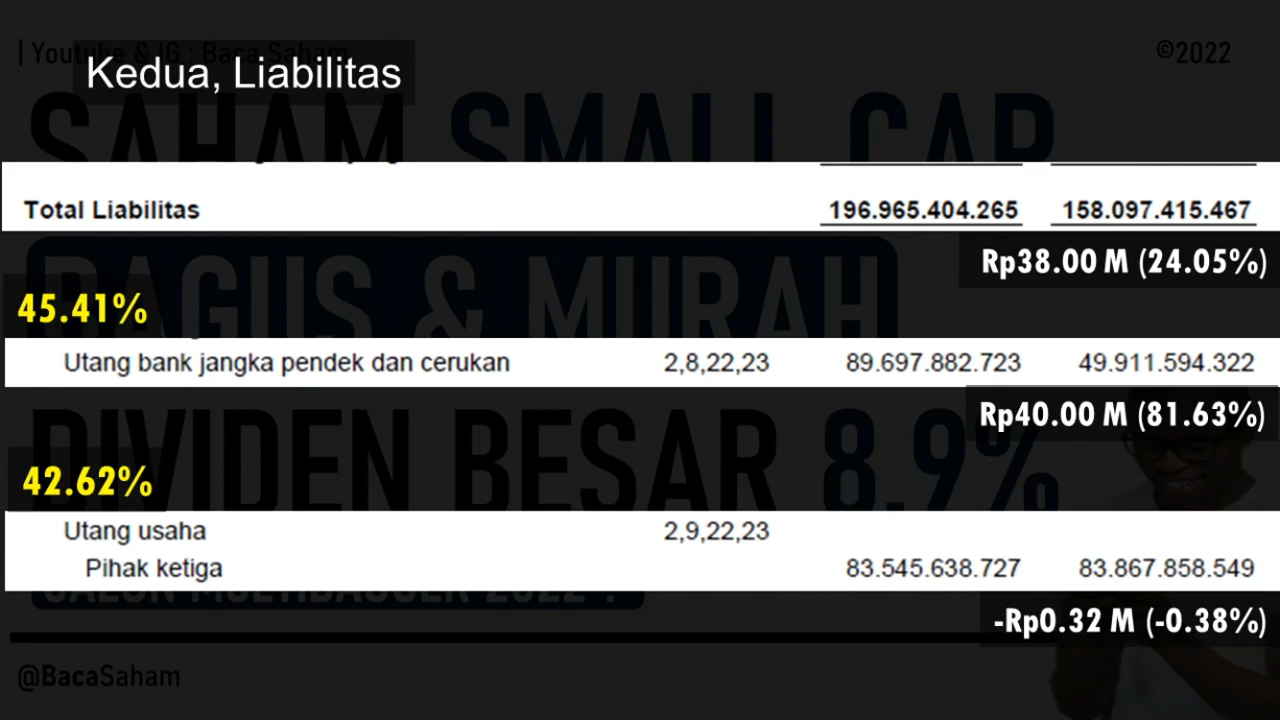 | Youtube & IG : Baca Saham
©2022
Kedua, Liabilitas
SAHAM SMALL CAP
Total Liabilitas 196.965.404.265 158.097.415.467
Rp38.00 M (24.05%)
BAGUS & MURAH
45.41%
Utang bank jangka pendek dan cerukan 2,8,22,23 89.697.882.723 49.911.594.322
Rp40.00 M (81.63%)
DIVIDEN BESAR 8.9%
42.62%
Utang usaha 2,9,22,23
Pihak ketiga 83.545.638.727 83.867.858.549
CALON MULTIBAGGER 2022 ?
-Rp0.32 M (-0.38%)
@BacaSaham